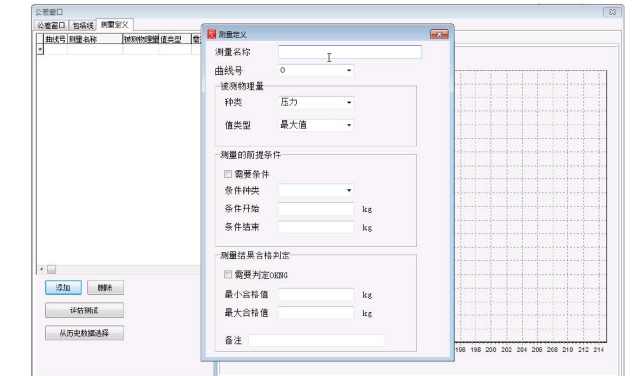 公差窗口
公差窗口 包络线 测量定义
曲线号 测量名称 被测物理量 值类型
测量定义
测量名称
曲线号 0
被测物理量
种类 压力
值类型 最大值
测量的前提条件
需要条件
条件种类
条件开始 kg
条件结束 kg
测量结果合格判定
需要判定OKNG
最小合格值 kg
最大合格值 kg
备注
添加 删除
评估测试
从历史数据选择
196 198 200 202 204 206 208 210 212 214